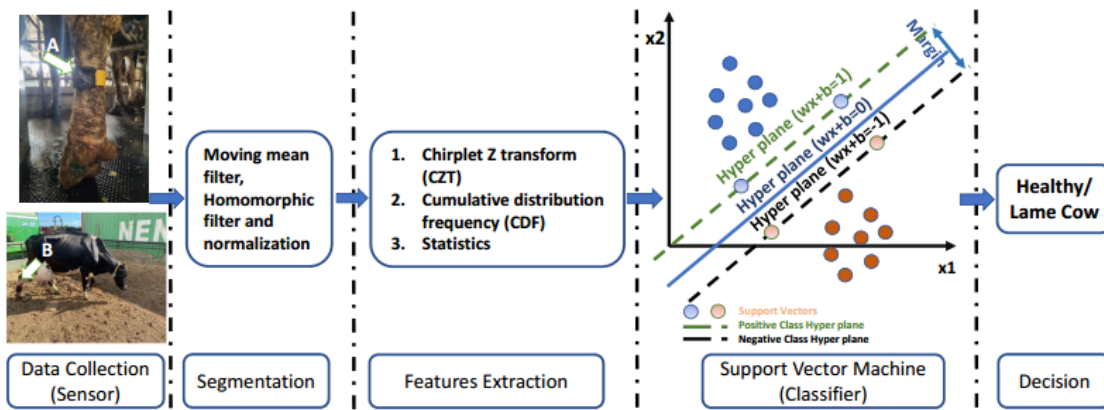 A
B
NEN
Moving mean
filter,
Homomorphic
filter and
normalization
1. Chirplet Z transform
(CZT)
2. Cumulative distribution
frequency (CDF)
3. Statistics
x2
Margin
Hyper plane (wx+b=1)
Hyper plane (wx+b=0)
Hyper plane (wx+b=-1)
x1
Support Vectors
Positive Class Hyper plane
Negative Class Hyper plane
Healthy/
Lame Cow
Data Collection
(Sensor)
Segmentation
Features Extraction
Support Vector Machine
(Classifier)
Decision